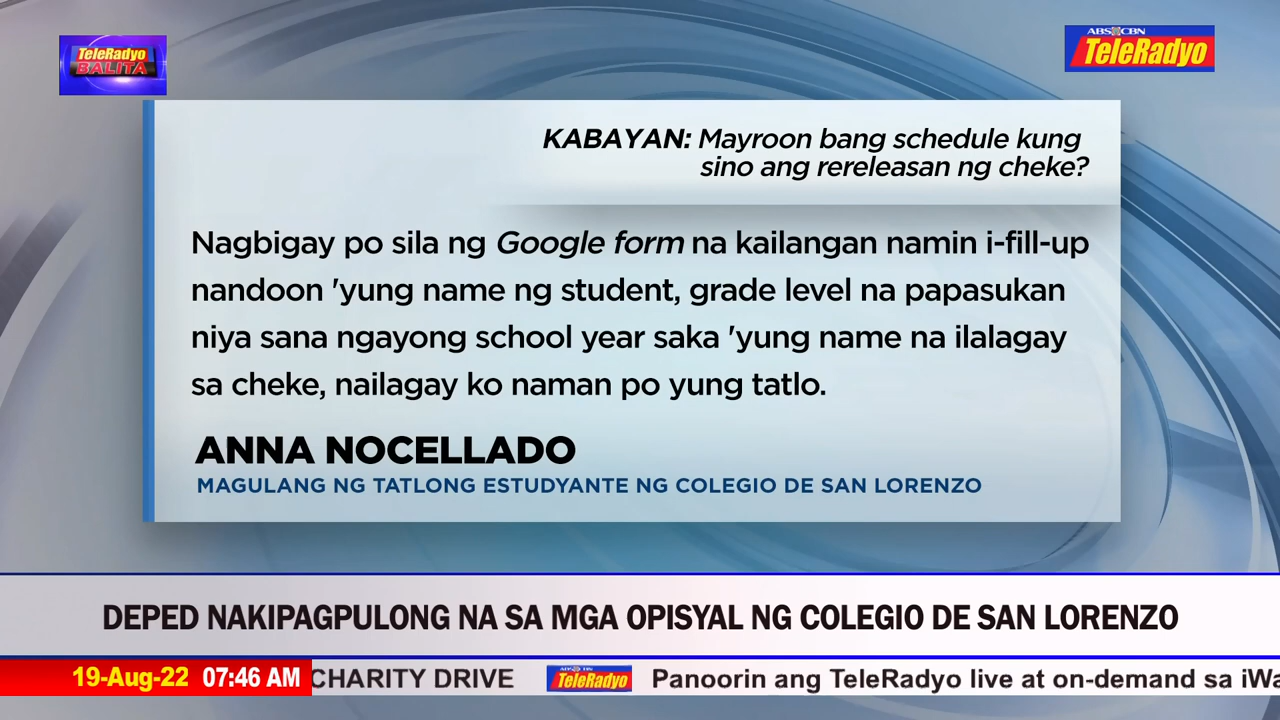 TeleRadyo
BALITA
ABS-CBN
TeleRadyo
KABAYAN: Mayroon bang schedule kung
sino ang rereleasan ng cheke?
Nagbigay po sila ng Google form na kailangan namin i-fill-up
nandoon 'yung name ng student, grade level na papasukan
niya sana ngayong school year saka 'yung name na ilalagay
sa cheke, nailagay ko naman po yung tatlo.
ANNA NOCELLADO
MAGULANG NG TATLONG ESTUDYANTE NG COLEGIO DE SAN LORENZO
DEPED NAKIPAGPULONG NA SA MGA OPISYAL NG COLEGIO DE SAN LORENZO
19-Aug-22 07:46 AM CHARITY DRIVE ABS-CBN TeleRadyo Panoorin ang TeleRadyo live at on-demand sa iWa